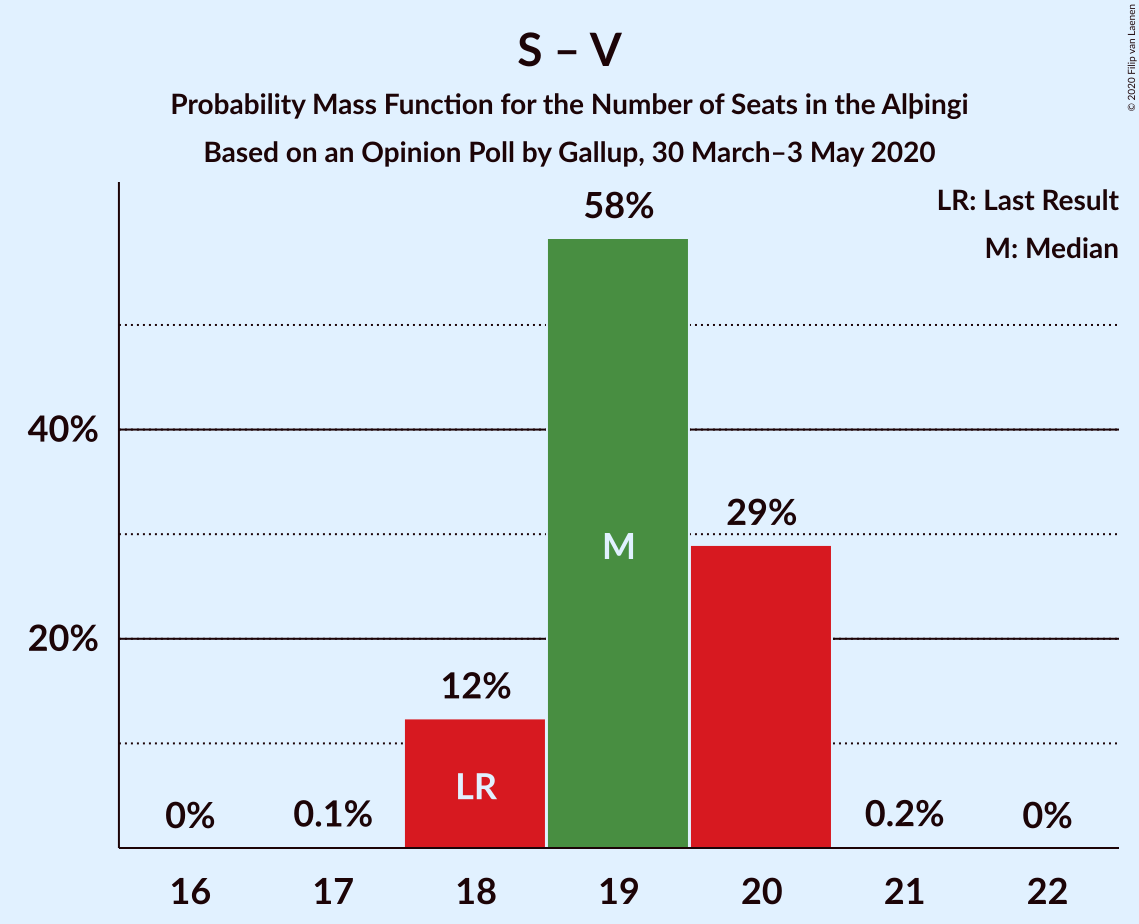 S – V
Probability Mass Function for the Number of Seats in the Alþingi
Based on an Opinion Poll by Gallup, 30 March–3 May 2020
© 2020 Filip van Laenen
LR: Last Result
M: Median
58%
40%
29%
M
20%
12%
LR
0%
0.1%
0.2%
0%
16 17 18 19 20 21 22